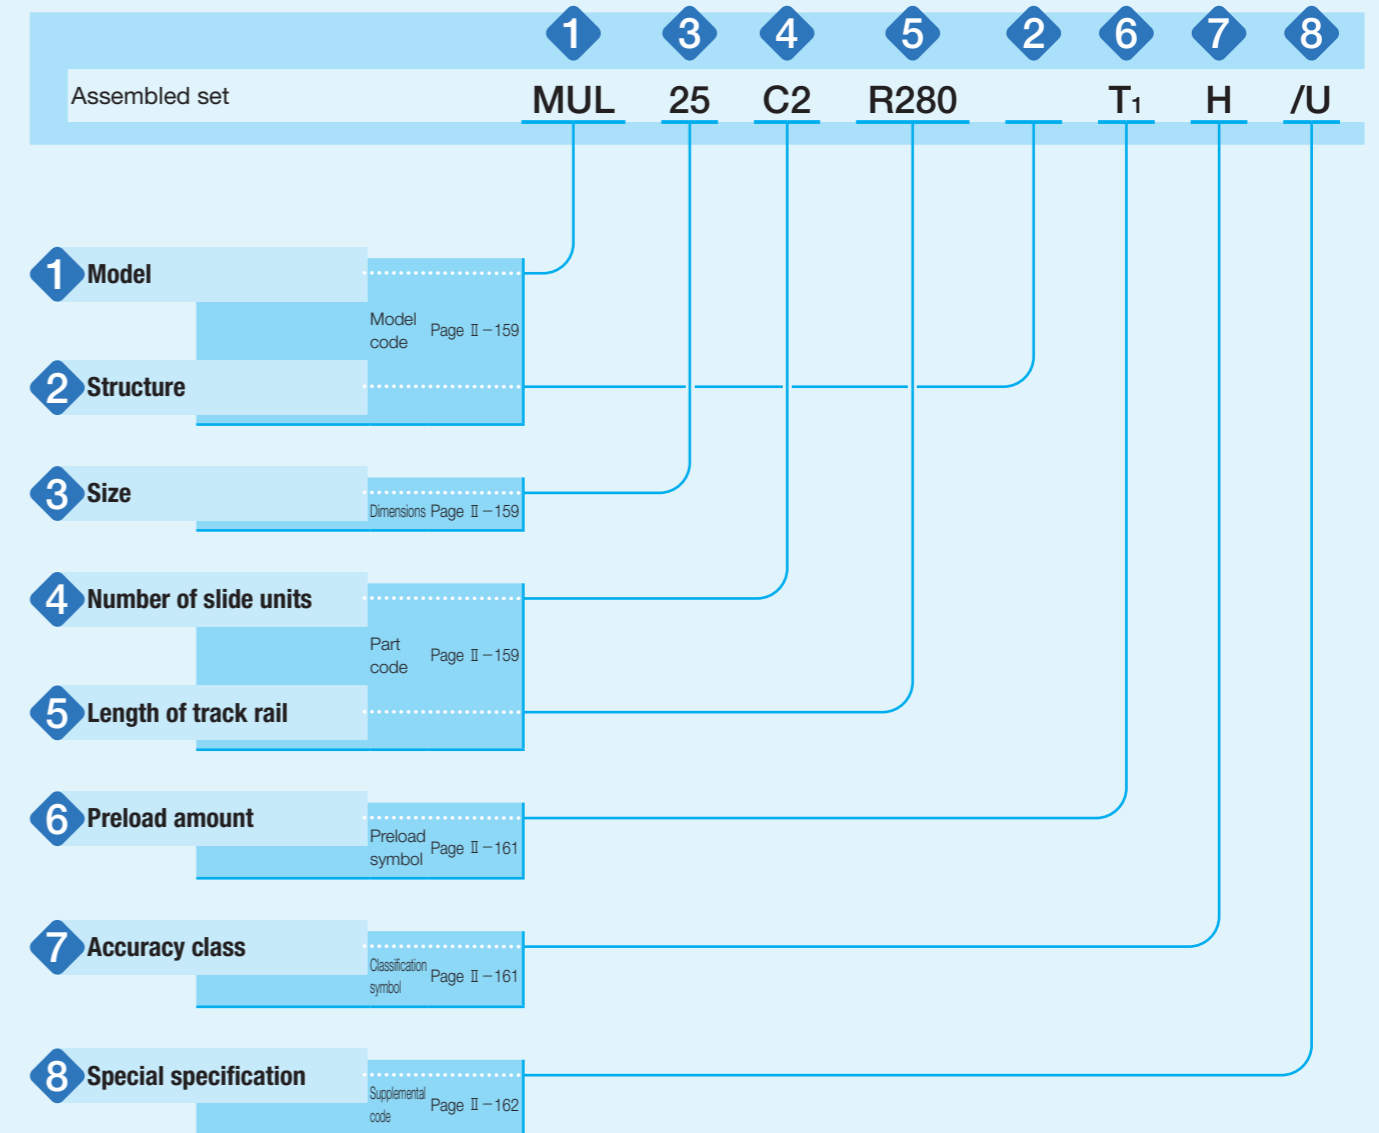 1 3 4 5 2 6 7 8
Assembled set MUL 25 C2 R280 T1 H /U
1 Model
Model
code Page Ⅱ－159
2 Structure
3 Size
Dimensions Page Ⅱ－159
4 Number of slide units
Part
code Page Ⅱ－159
5 Length of track rail
6 Preload amount
Preload
symbol Page Ⅱ－161
7 Accuracy class
Classification
symbol Page Ⅱ－161
8 Special specification
Supplemental
code Page Ⅱ－162